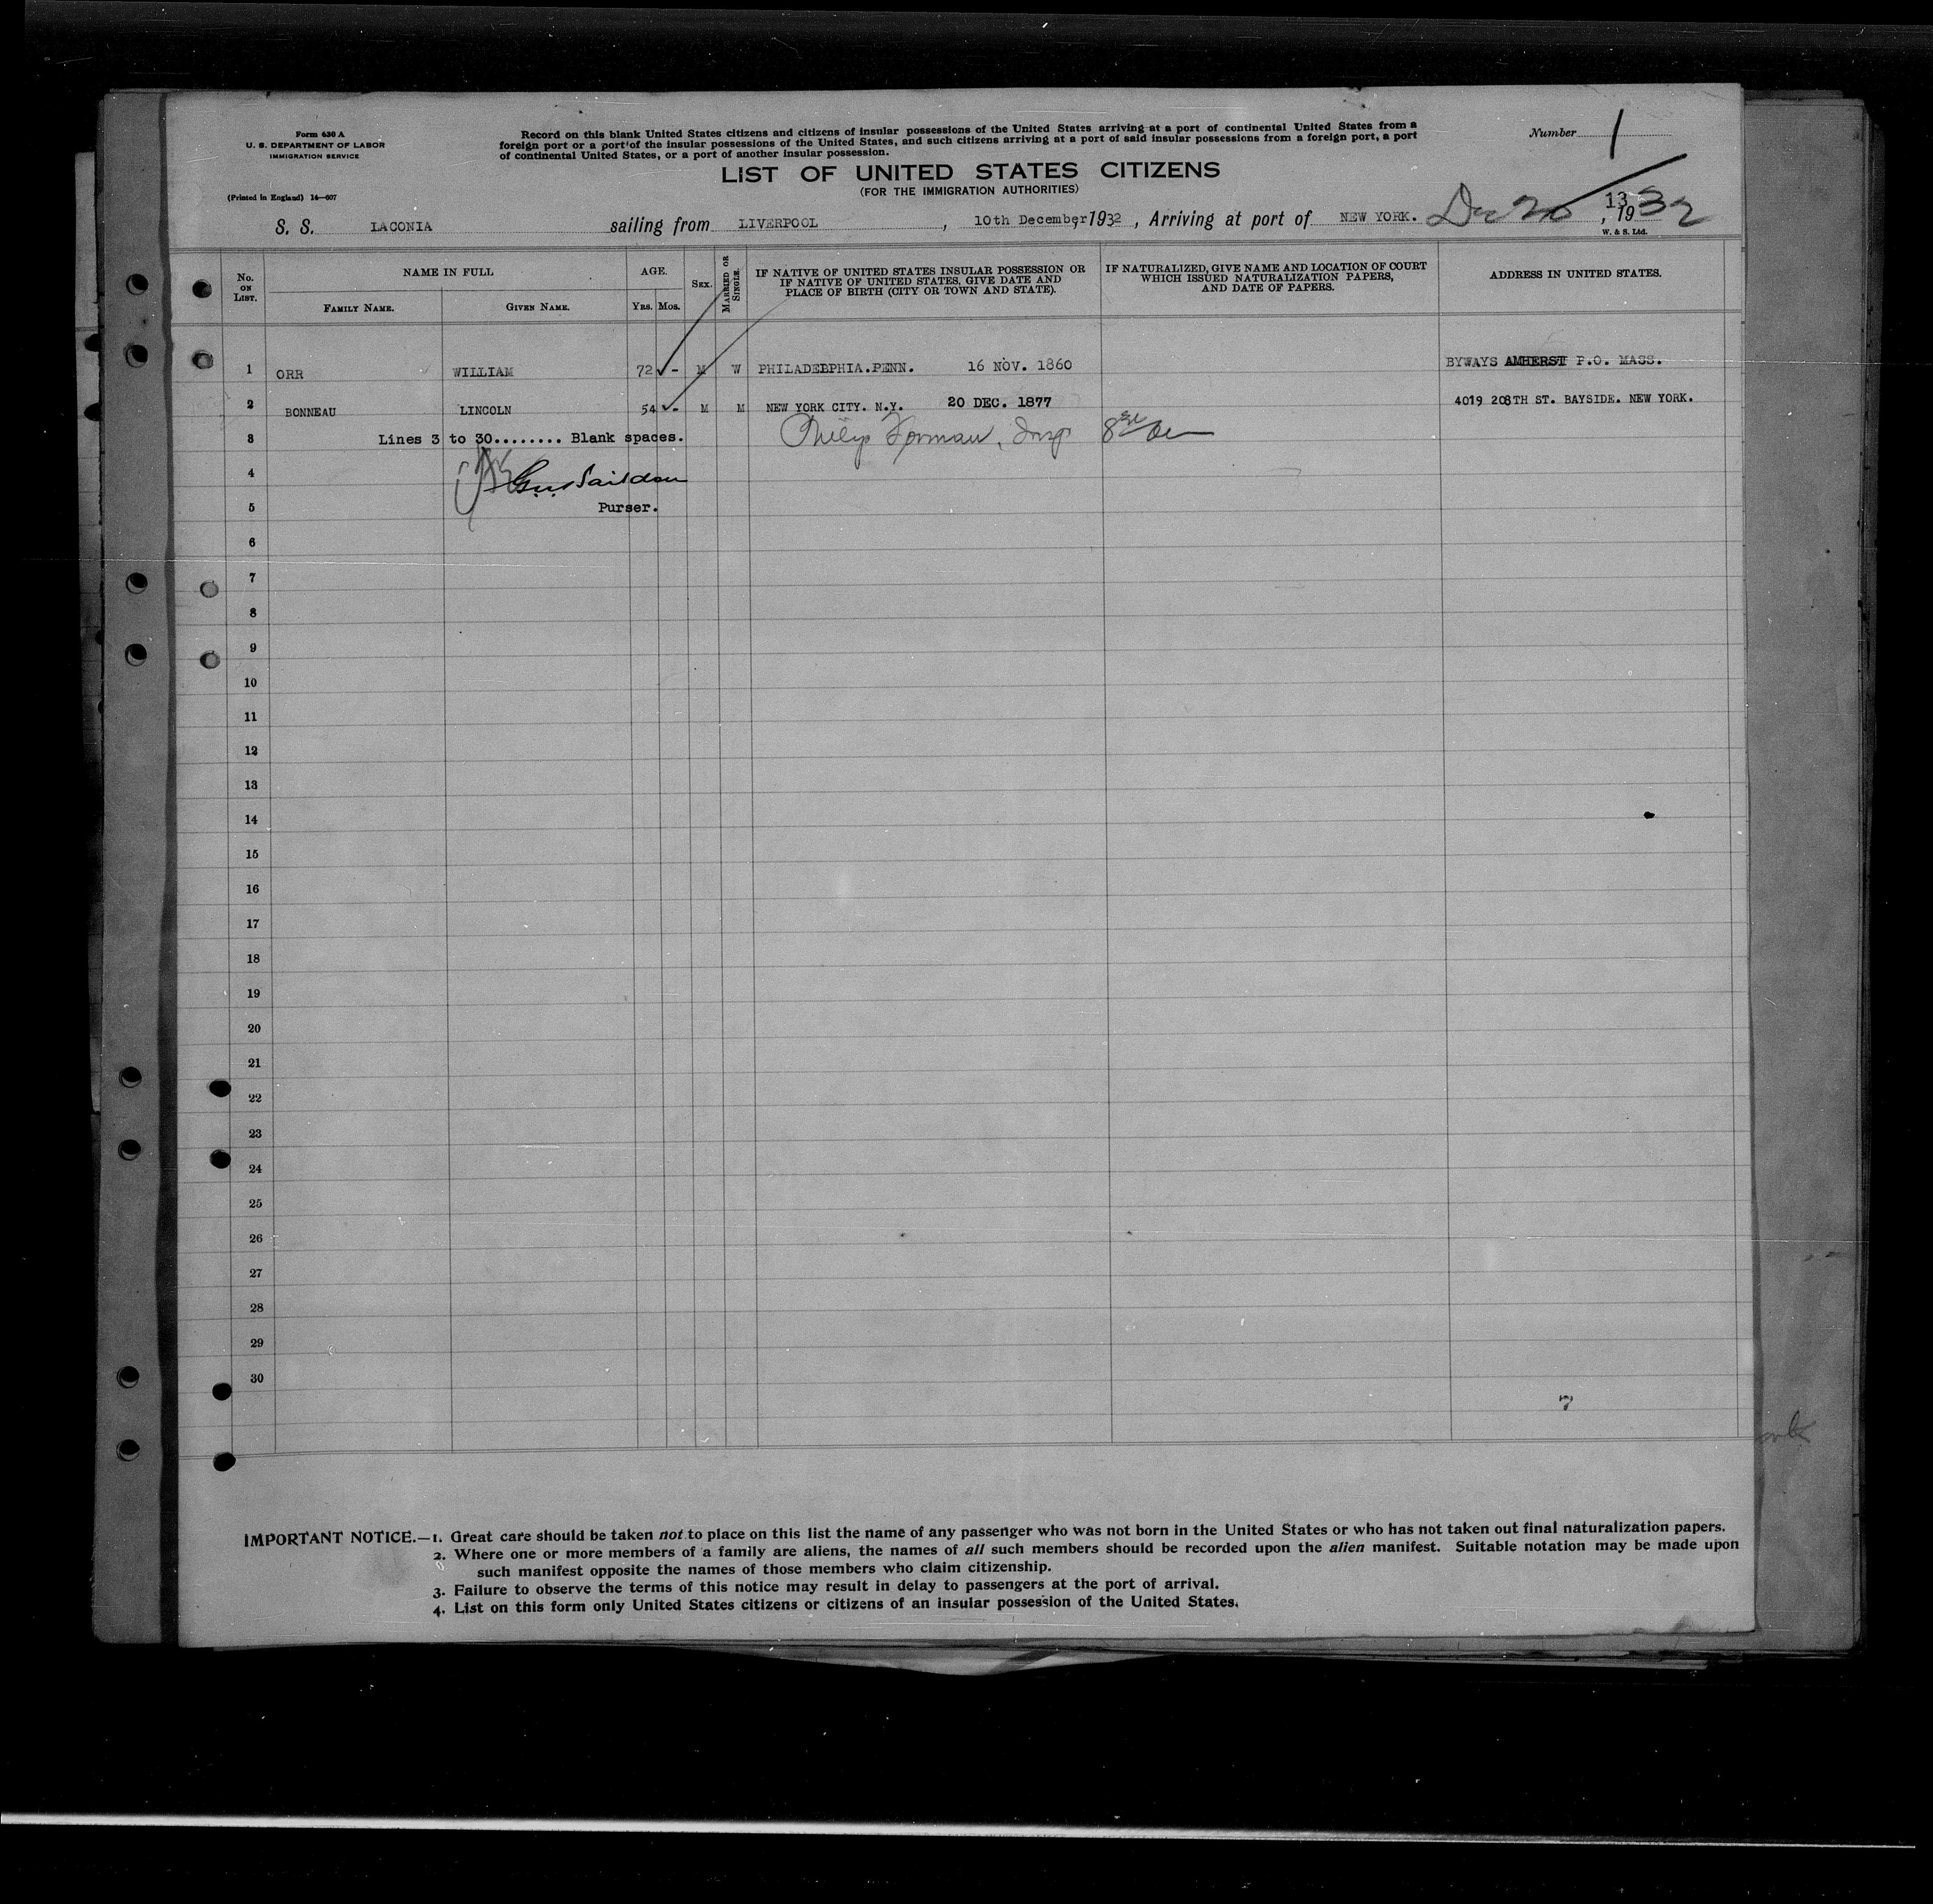 Form 630 A
U. S. DEPARTMENT OF LABOR
IMMIGRATION SERVICE
(Printed in England) 14—607
Record on this blank United States citizens and citizens of insular possessions of the United States arriving at a port of continental United States from a
foreign port or a port of the insular possessions of the United States, and such citizens arriving at a port of said insular possessions from a foreign port, a port
of continental United States, or a port of another insular possession.
Number 1
LIST OF UNITED STATES CITIZENS
(FOR THE IMMIGRATION AUTHORITIES)
S. S. LACONIA sailing from LIVERPOOL, 10th December, 1932, Arriving at port of NEW YORK. Dec 20 13, 1932
W. & S. Ltd.
No. ON LIST. NAME IN FULL AGE. SEX. MARRIED OR SINGLE. IF NATIVE OF UNITED STATES INSULAR POSSESSION OR IF NATIVE OF UNITED STATES, GIVE DATE AND PLACE OF BIRTH (CITY OR TOWN AND STATE). IF NATURALIZED, GIVE NAME AND LOCATION OF COURT WHICH ISSUED NATURALIZATION PAPERS, AND DATE OF PAPERS. ADDRESS IN UNITED STATES.
FAMILY NAME. GIVEN NAME. YRS. MOS.
1 ORR WILLIAM 72 - M W PHILADELPHIA.PENN. 16 NOV. 1860 BYWAYS AMHERST P.O. MASS.
2 BONNEAU LINCOLN 54 - M M NEW YORK CITY. N.Y. 20 DEC. 1877 4019 208TH ST. BAYSIDE. NEW YORK.
3 Lines 3 to 30........ Blank spaces. Philip Forman, Insp
4
5 Purser.
6
7
8
9
10
11
12
13
14
15
16
17
18
19
20
21
22
23
24
25
26
27
28
29
30
7
IMPORTANT NOTICE.—1. Great care should be taken not to place on this list the name of any passenger who was not born in the United States or who has not taken out final naturalization papers.
2. Where one or more members of a family are aliens, the names of all such members should be recorded upon the alien manifest. Suitable notation may be made upon
such manifest opposite the names of those members who claim citizenship.
3. Failure to observe the terms of this notice may result in delay to passengers at the port of arrival.
4. List on this form only United States citizens or citizens of an insular possession of the United States.